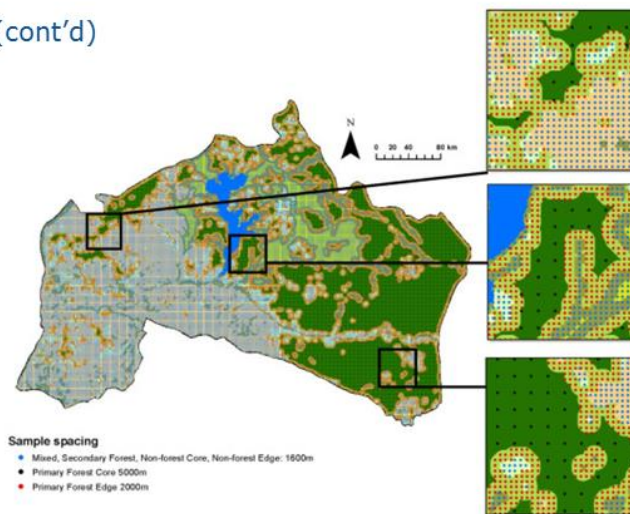 (cont'd)
N
0 20 40 80 km
Sample spacing
Mixed, Secondary Forest, Non-forest Core, Non-forest Edge: 1600m
Primary Forest Core 5000m
Primary Forest Edge 2000m